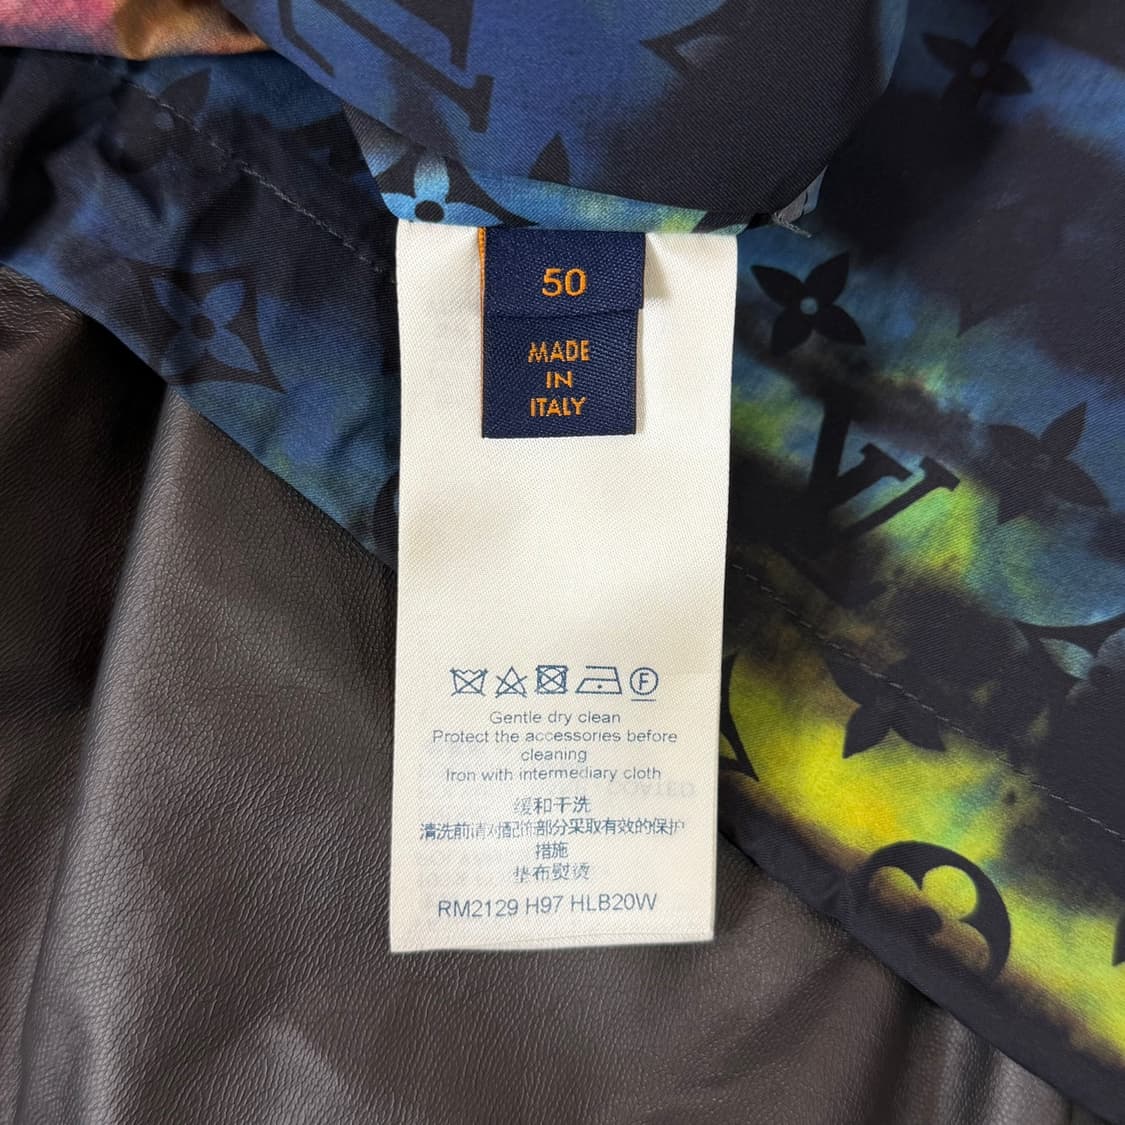 50
MADE
IN
ITALY
F
Gentle dry clean
Protect the accessories before
cleaning
Iron with intermediary cloth
缓和干洗
清洗前请对配饰部分采取有效的保护
措施
垫布熨烫
RM2129 H97 HLB20W
LV